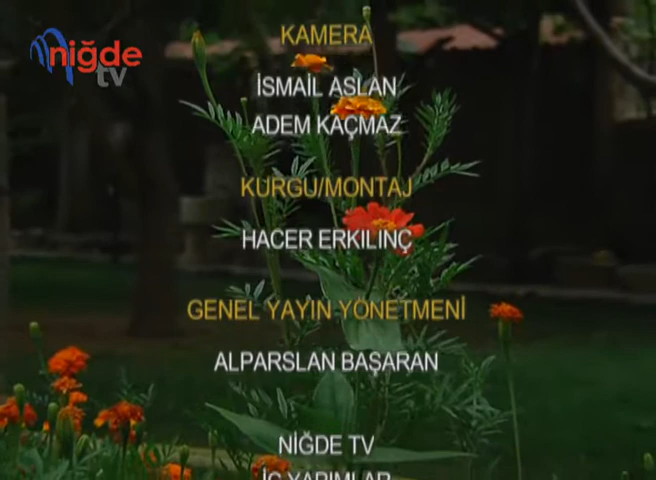 niğde
tv
KAMERA
İSMAİL ASLAN
ADEM KAÇMAZ
KURGU/MONTAJ
HACER ERKILINÇ
GENEL YAYIN YÖNETMENİ
ALPARSLAN BAŞARAN
NİĞDE TV
İÇ YAPIMLAR